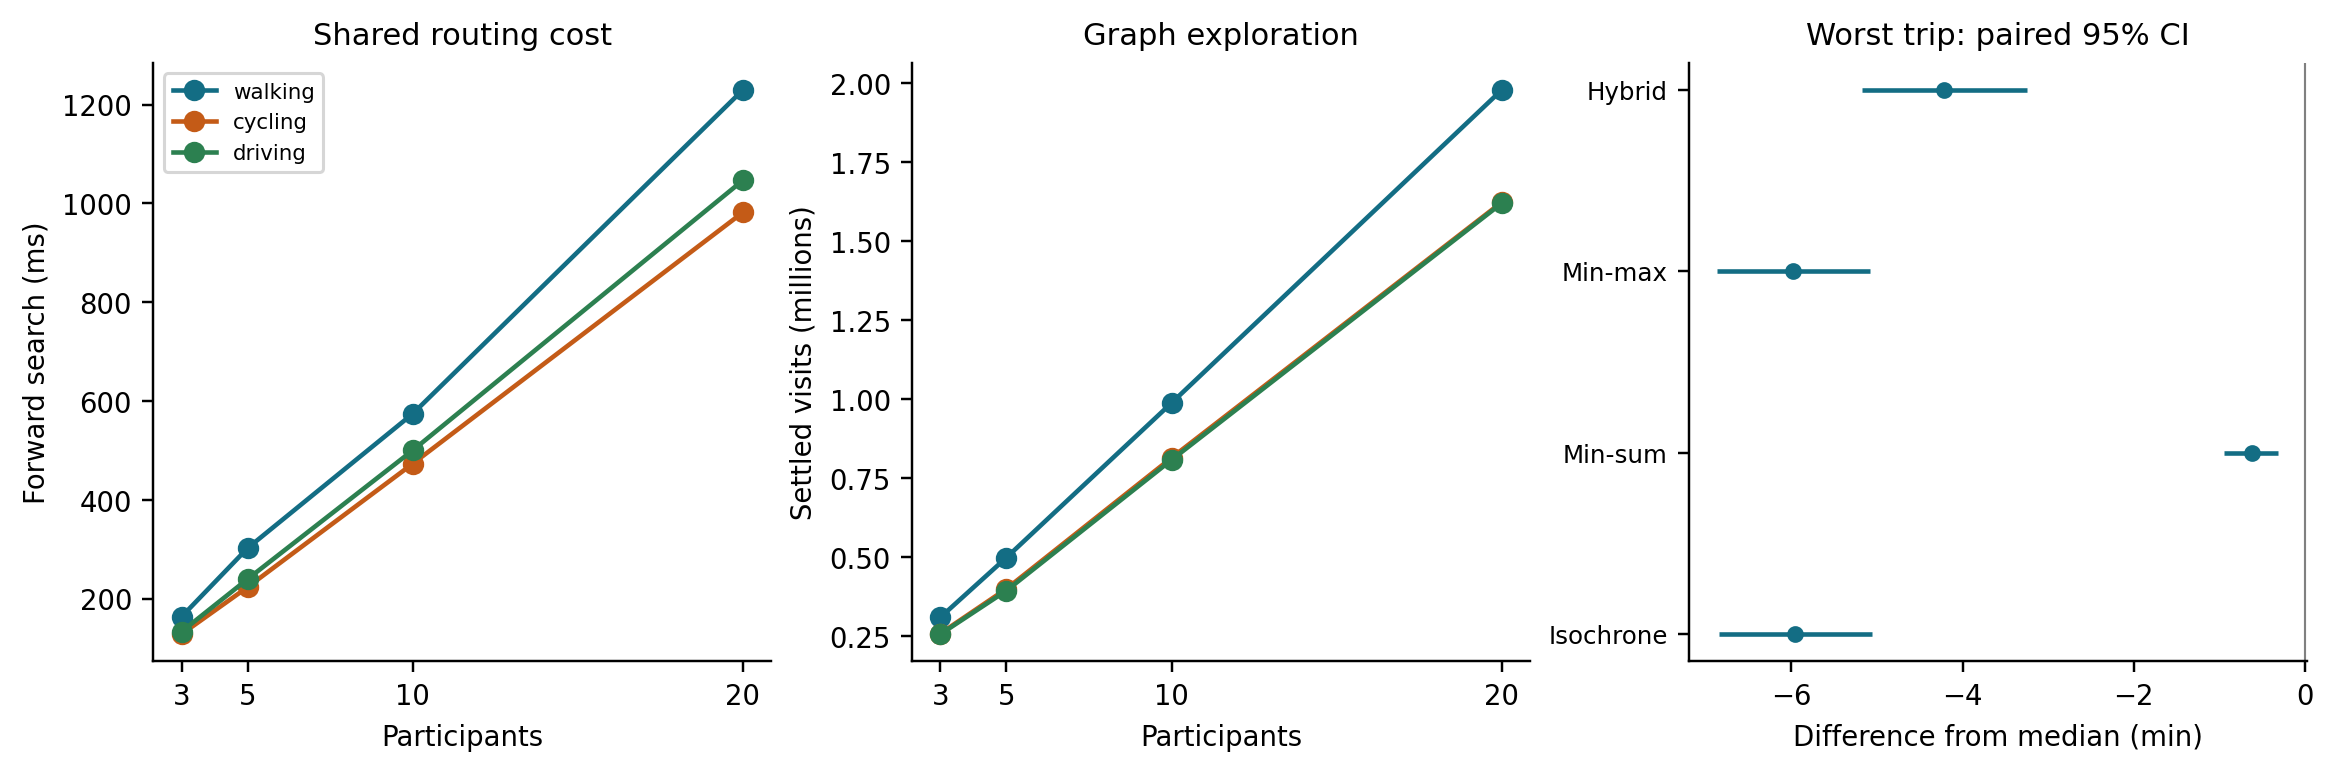 Shared routing cost
Forward search (ms)
1200
1000
800
600
400
200
walking
cycling
driving
3 5 10 20
Participants
Graph exploration
Settled visits (millions)
2.00
1.75
1.50
1.25
1.00
0.75
0.50
0.25
3 5 10 20
Participants
Worst trip: paired 95% CI
Hybrid
Min-max
Min-sum
Isochrone
−6 −4 −2 0
Difference from median (min)